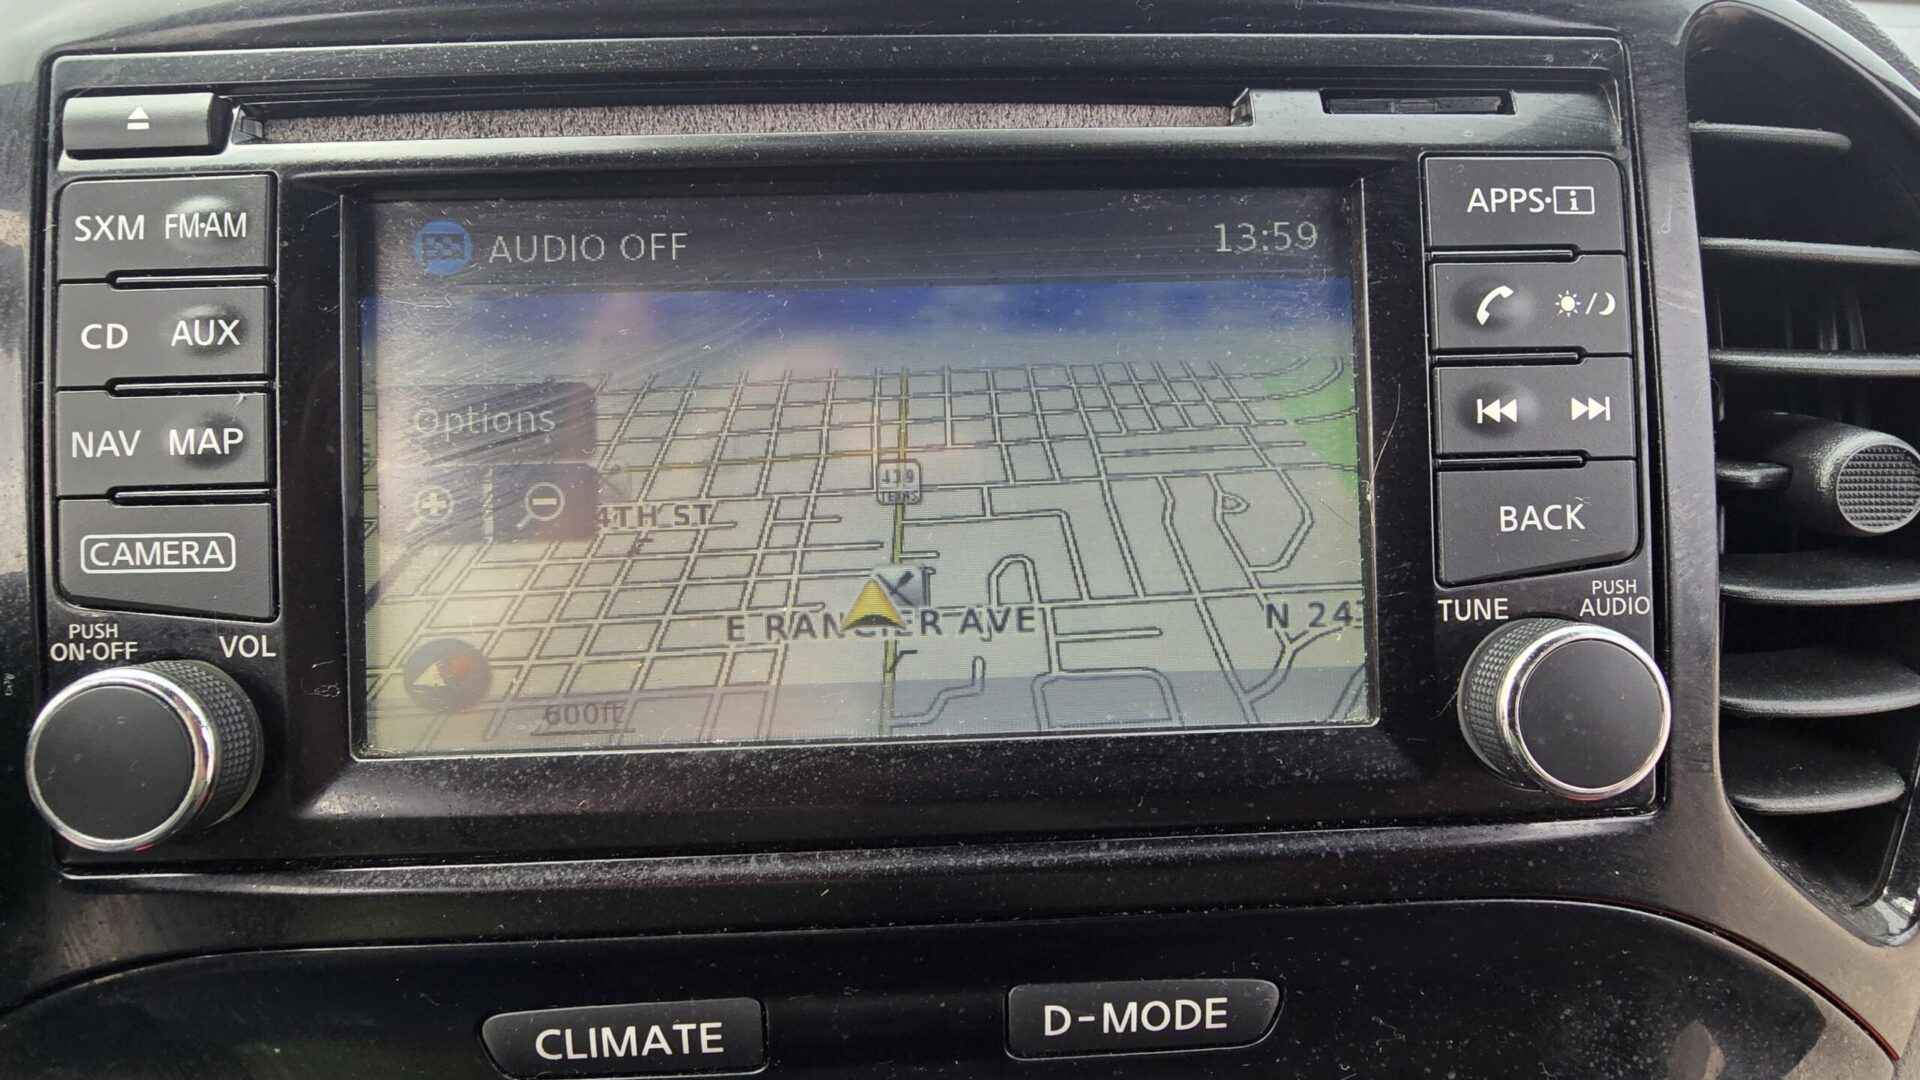 SXM FM·AM
CD AUX
NAV MAP
CAMERA
PUSH
ON·OFF
VOL
AUDIO OFF
13:59
Options
439
TEXAS
4TH ST
E RANCIER AVE
N 24
600ft
APPS·i
BACK
TUNE
PUSH
AUDIO
CLIMATE
D-MODE